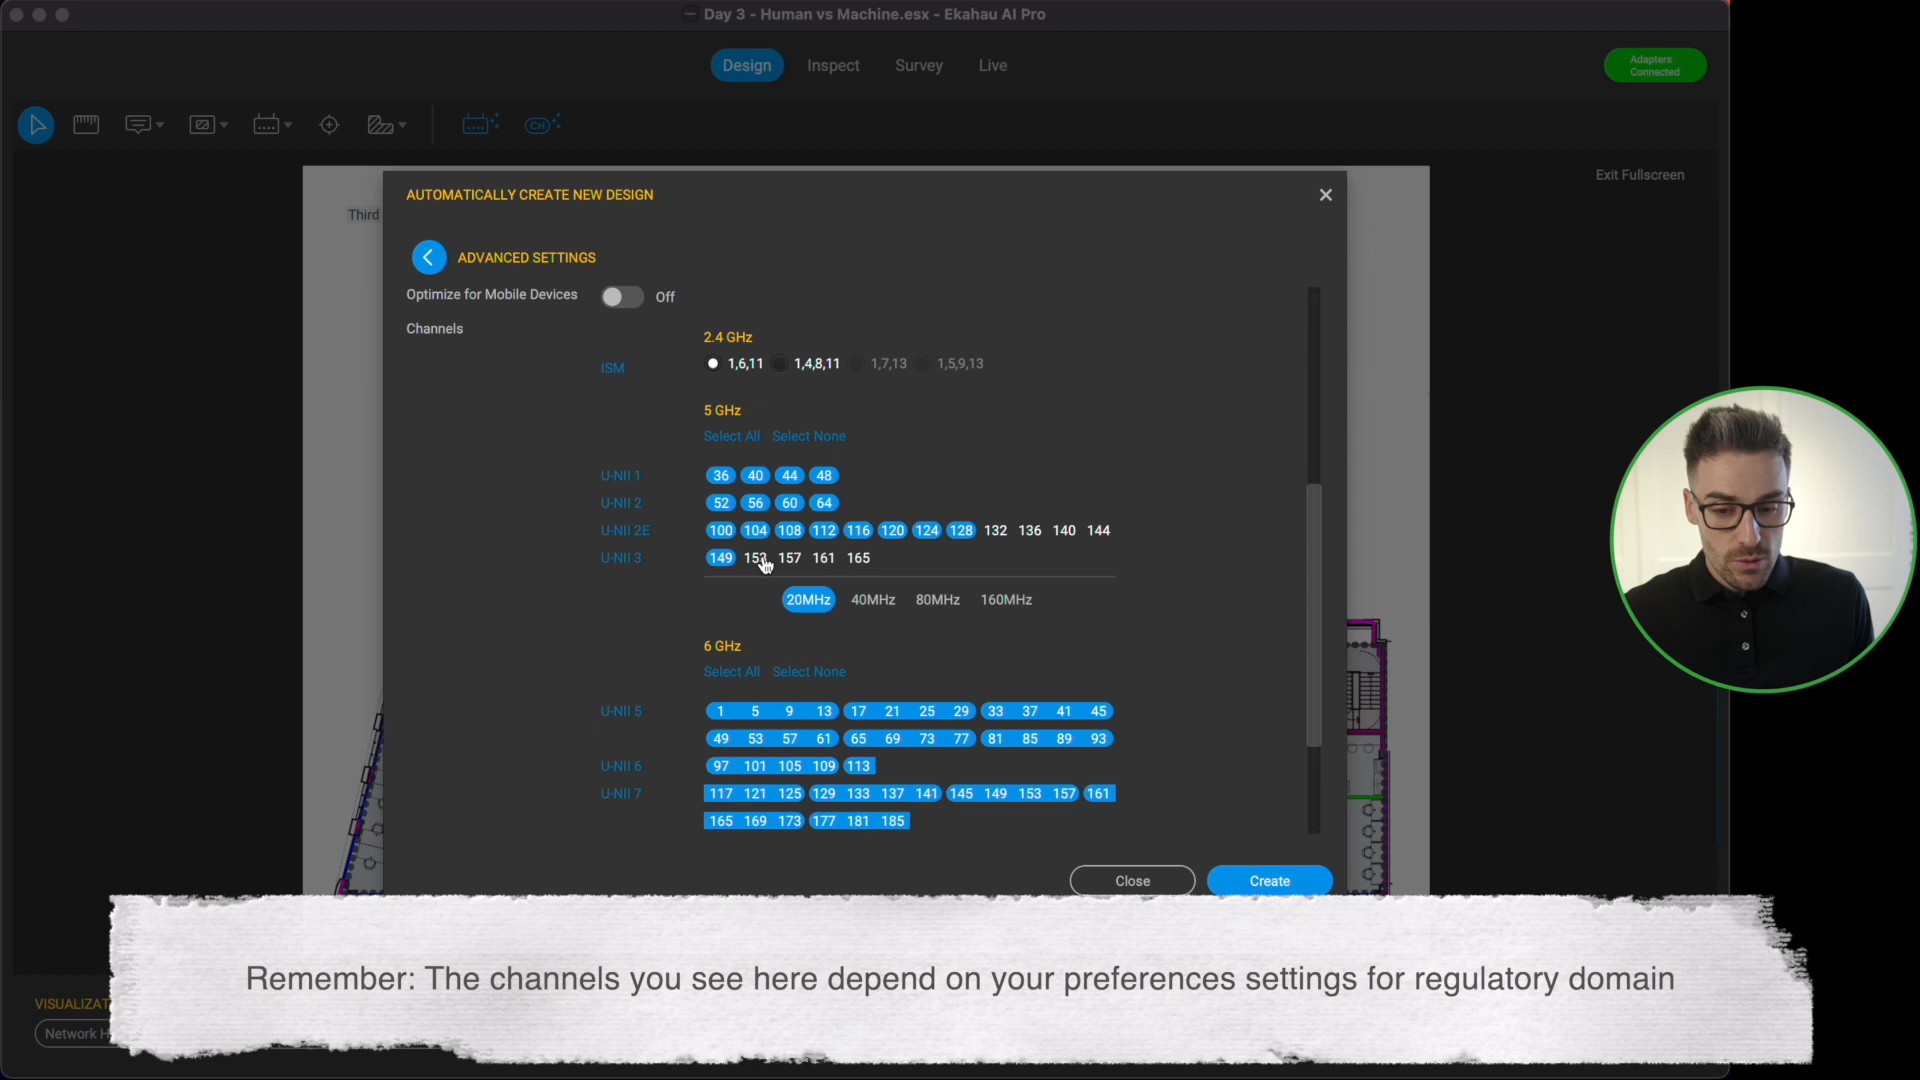 Day 3 - Human vs Machine.esx - Ekahau AI Pro
Design Inspect Survey Live
Adapters
Connected
CH
Exit Fullscreen
Third
AUTOMATICALLY CREATE NEW DESIGN
ADVANCED SETTINGS
Optimize for Mobile Devices Off
Channels
2.4 GHz
ISM 1,6,11 1,4,8,11 1,7,13 1,5,9,13
5 GHz
Select All Select None
U-NII 1 36 40 44 48
U-NII 2 52 56 60 64
U-NII 2E 100 104 108 112 116 120 124 128 132 136 140 144
U-NII 3 149 153 157 161 165
20MHz 40MHz 80MHz 160MHz
6 GHz
Select All Select None
U-NII 5 1 5 9 13 17 21 25 29 33 37 41 45
49 53 57 61 65 69 73 77 81 85 89 93
U-NII 6 97 101 105 109 113
U-NII 7 117 121 125 129 133 137 141 145 149 153 157 161
165 169 173 177 181 185
Close Create
Remember: The channels you see here depend on your preferences settings for regulatory domain
VISUALIZAT
Network H